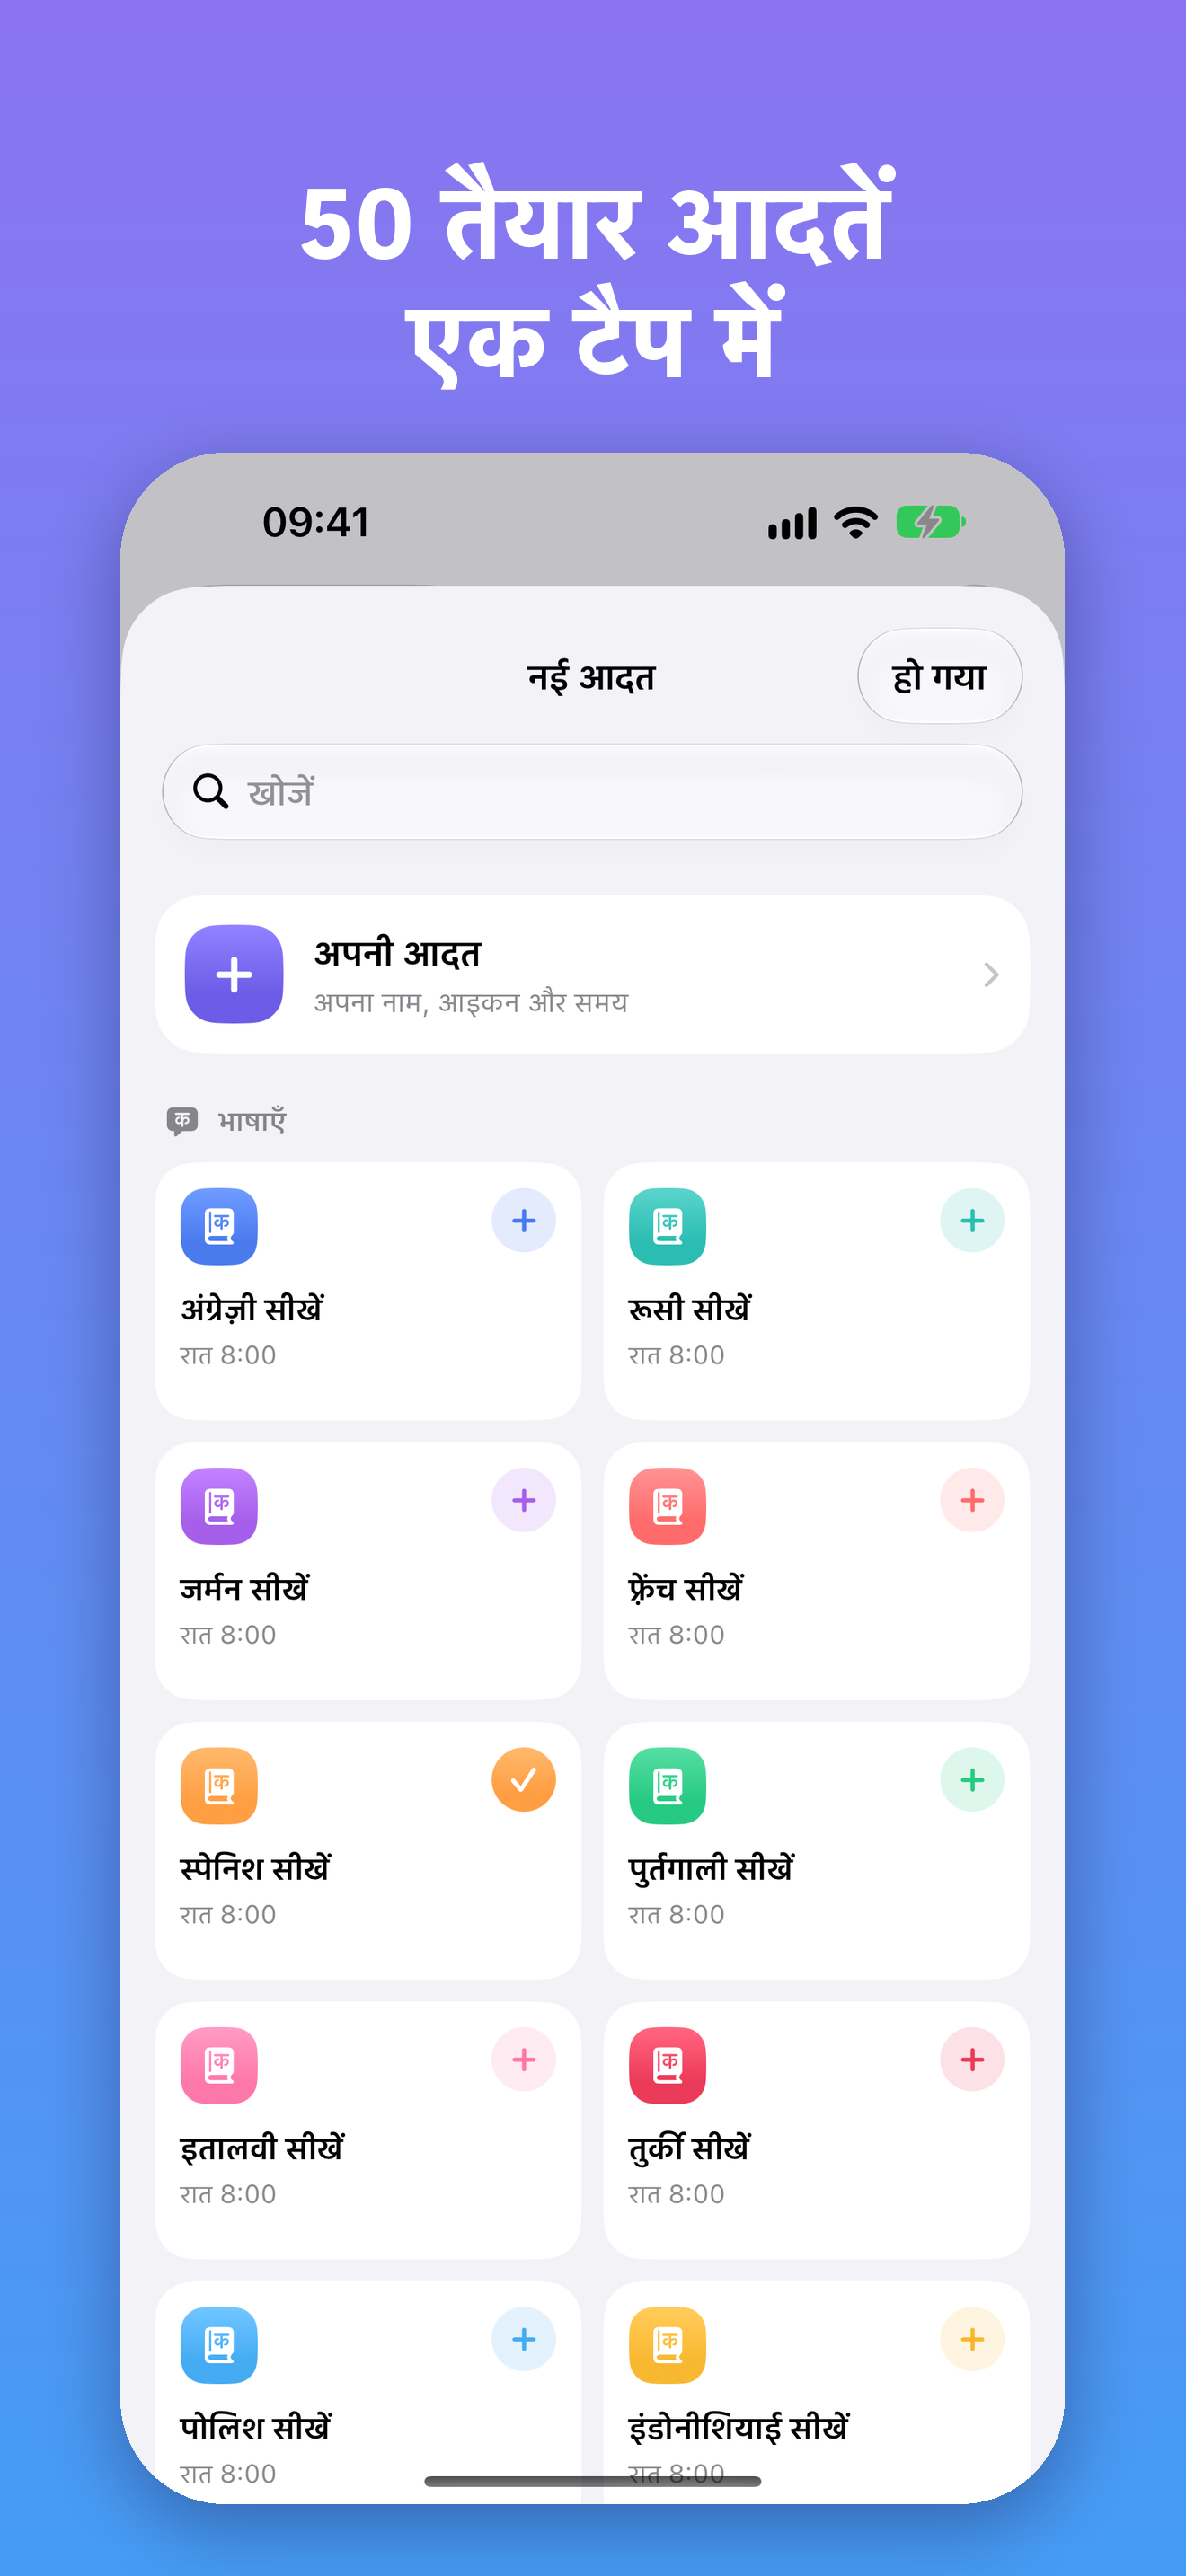 50 तैयार आदतें
एक टैप में
09:41
नई आदत
हो गया
खोजें
अपनी आदत
अपना नाम, आइकन और समय
क भाषाएँ
क
अंग्रेज़ी सीखें
रात 8:00
क
रूसी सीखें
रात 8:00
क
जर्मन सीखें
रात 8:00
क
फ़्रेंच सीखें
रात 8:00
क
स्पेनिश सीखें
रात 8:00
क
पुर्तगाली सीखें
रात 8:00
क
इतालवी सीखें
रात 8:00
क
तुर्की सीखें
रात 8:00
क
पोलिश सीखें
रात 8:00
क
इंडोनीशियाई सीखें
रात 8:00